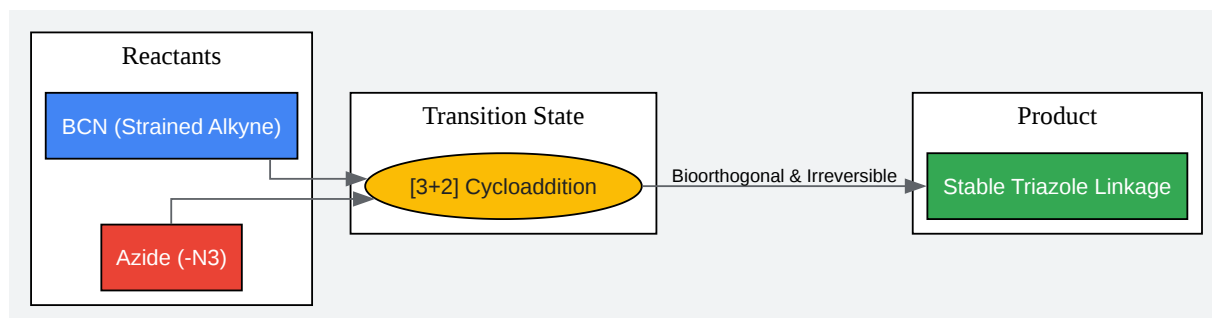 Reactants
BCN (Strained Alkyne)
Azide (-N3)
Transition State
[3+2] Cycloaddition
Bioorthogonal & Irreversible
Product
Stable Triazole Linkage